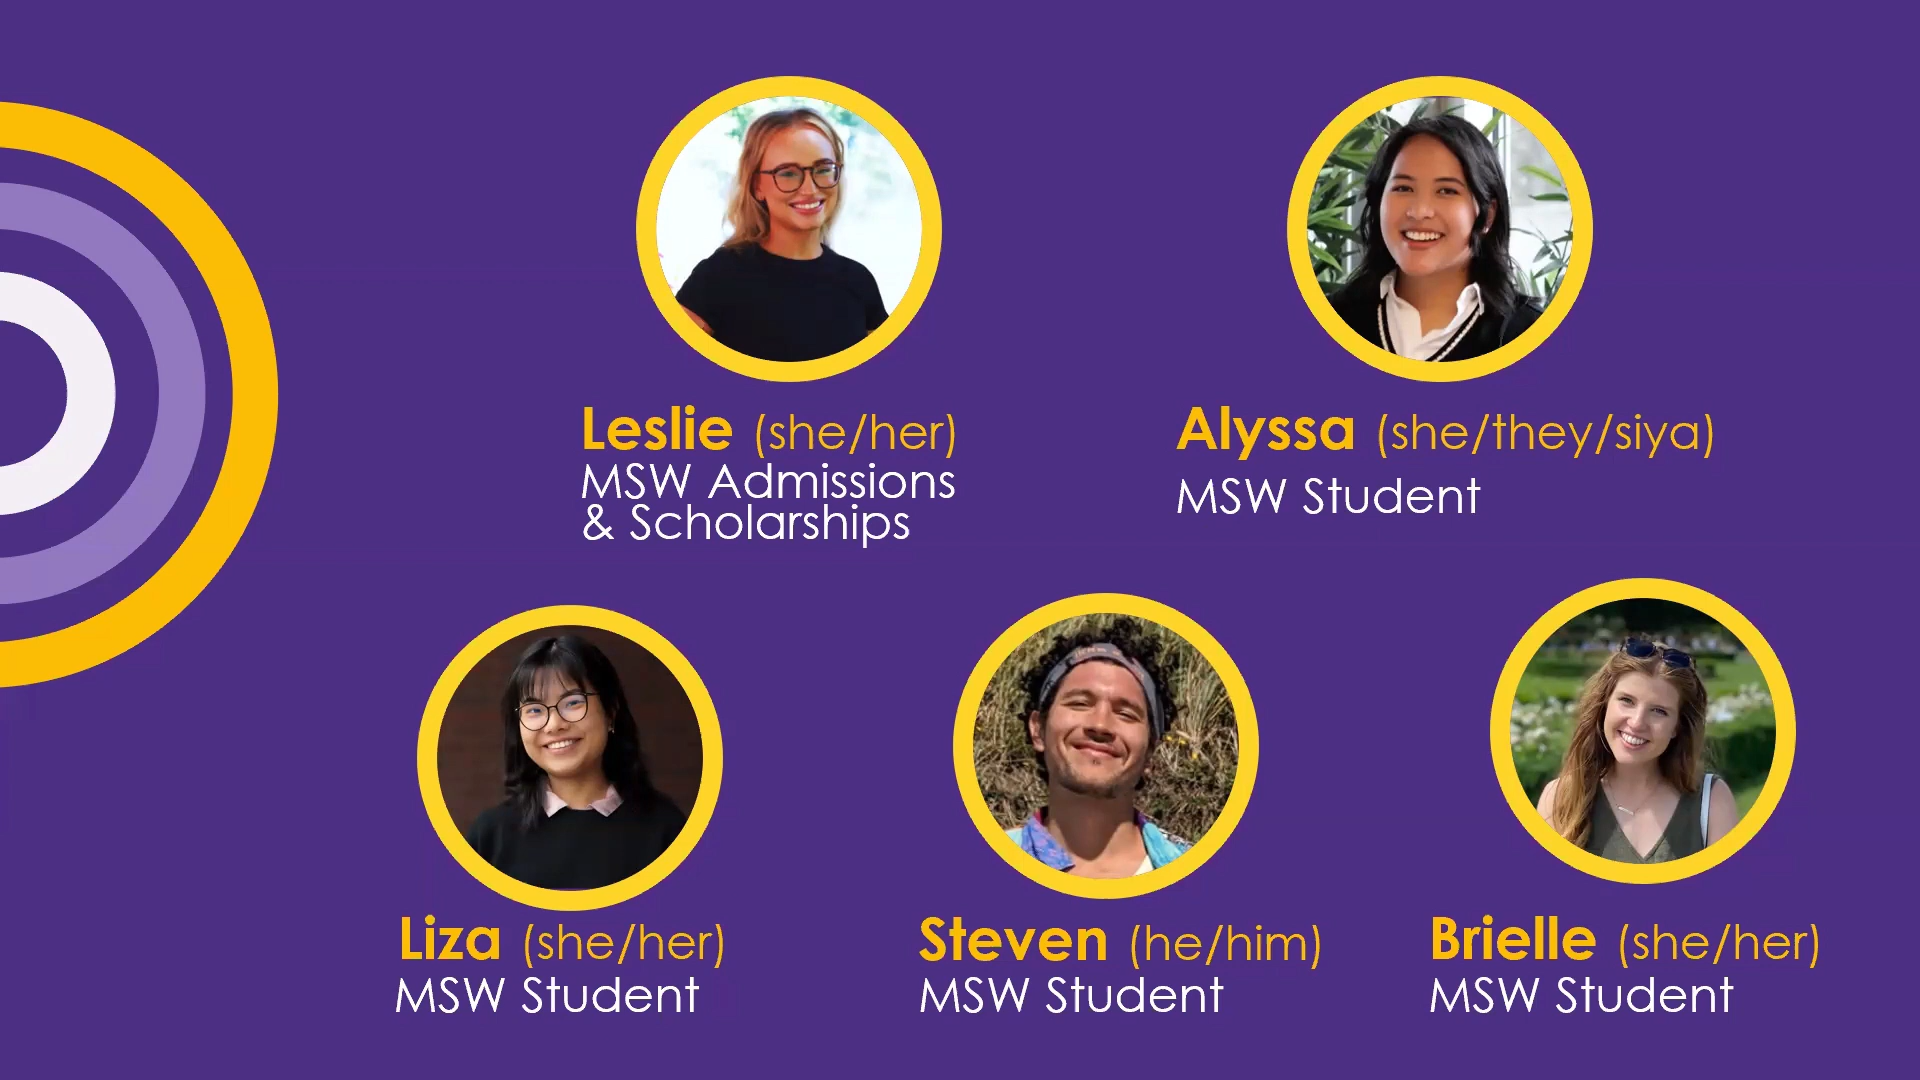 Leslie (she/her)
MSW Admissions
& Scholarships
Alyssa (she/they/siya)
MSW Student
Liza (she/her)
MSW Student
Steven (he/him)
MSW Student
Brielle (she/her)
MSW Student